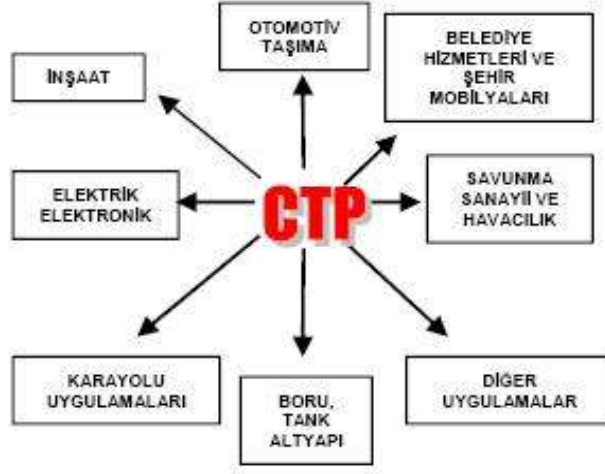 OTOMOTİV
TAŞIMA
BELEDİYE
HİZMETLERİ VE
ŞEHİR
MOBİLYALARI
İNŞAAT
ELEKTRİK
ELEKTRONİK
CTP
SAVUNMA
SANAYİİ VE
HAVACILIK
KARAYOLU
UYGULAMALARI
BORU,
TANK
ALTYAPI
DİĞER
UYGULAMALAR